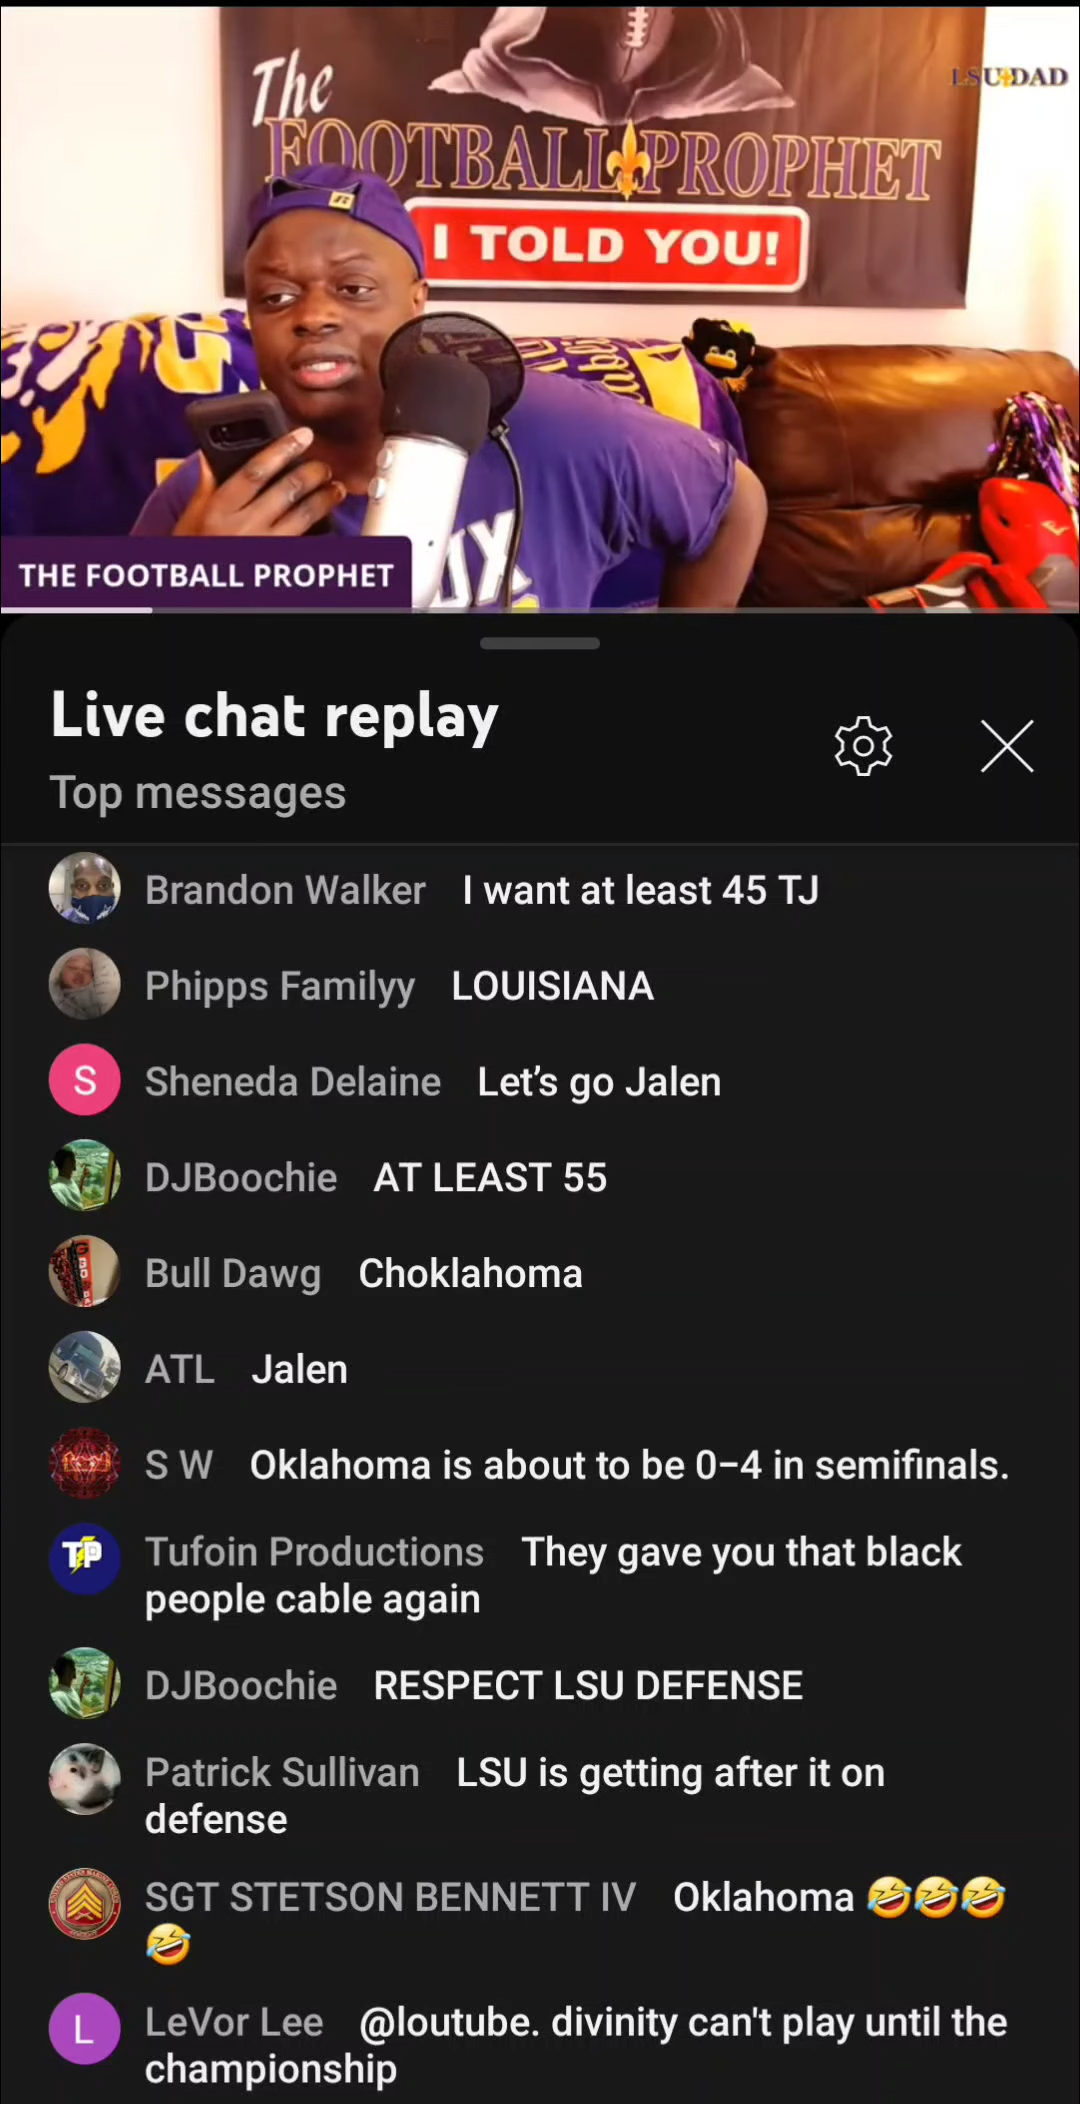 The
LSU DAD
FOOTBALL PROPHET
I TOLD YOU!
THE FOOTBALL PROPHET
Live chat replay
Top messages
Brandon Walker I want at least 45 TJ
Phipps Familyy LOUISIANA
S Sheneda Delaine Let’s go Jalen
DJBoochie AT LEAST 55
Bull Dawg Choklahoma
ATL Jalen
S W Oklahoma is about to be 0–4 in semifinals.
TP Tufoin Productions They gave you that black
people cable again
DJBoochie RESPECT LSU DEFENSE
Patrick Sullivan LSU is getting after it on
defense
SGT STETSON BENNETT IV Oklahoma 🤣🤣🤣
🤣
L LeVor Lee @loutube. divinity can't play until the
championship